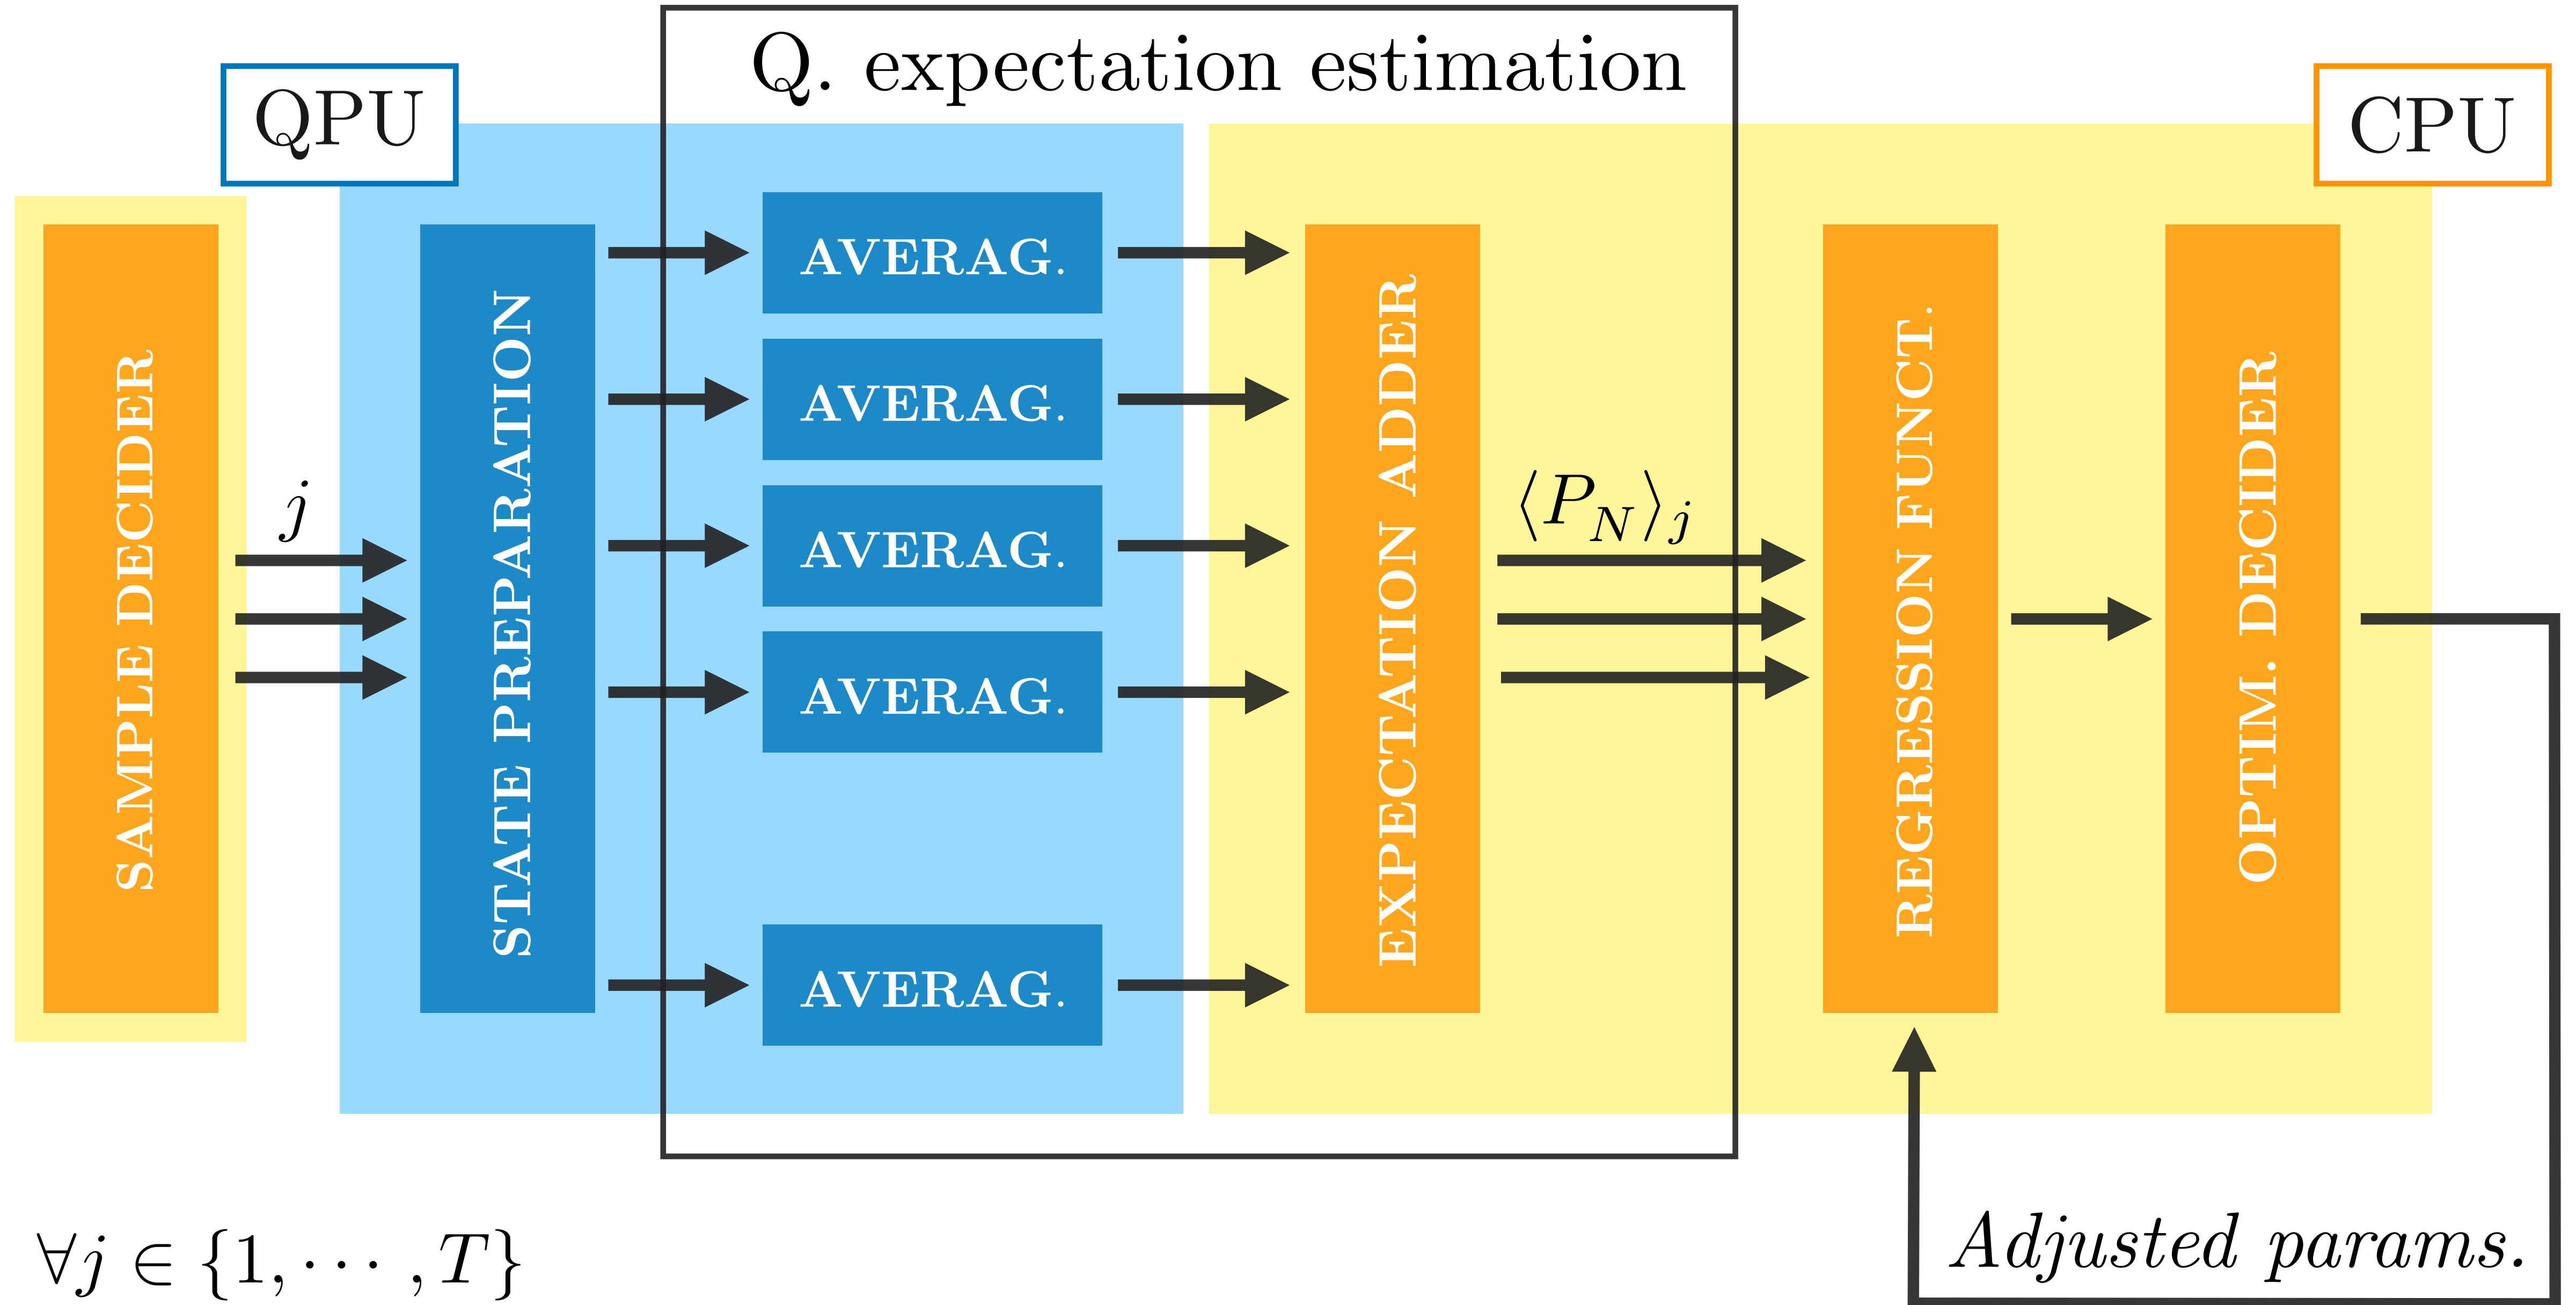 Q. expectation estimation
QPU
CPU
SAMPLE DECIDER
j
STATE PREPARATION
AVERAG.
AVERAG.
AVERAG.
AVERAG.
AVERAG.
EXPECTATION ADDER
⟨P_N⟩_j
REGRESSION FUNCT.
OPTIM. DECIDER
Adjusted params.
∀j ∈ {1, ⋯ , T}